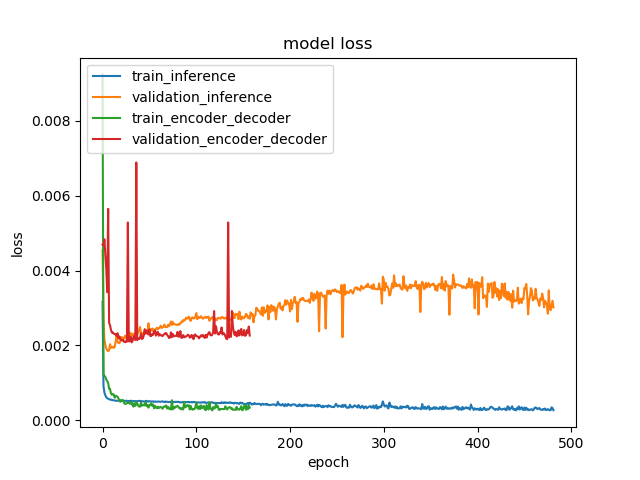 model loss
train_inference
validation_inference
train_encoder_decoder
validation_encoder_decoder
0.008
0.006
0.004
0.002
0.000
loss
0 100 200 300 400 500
epoch